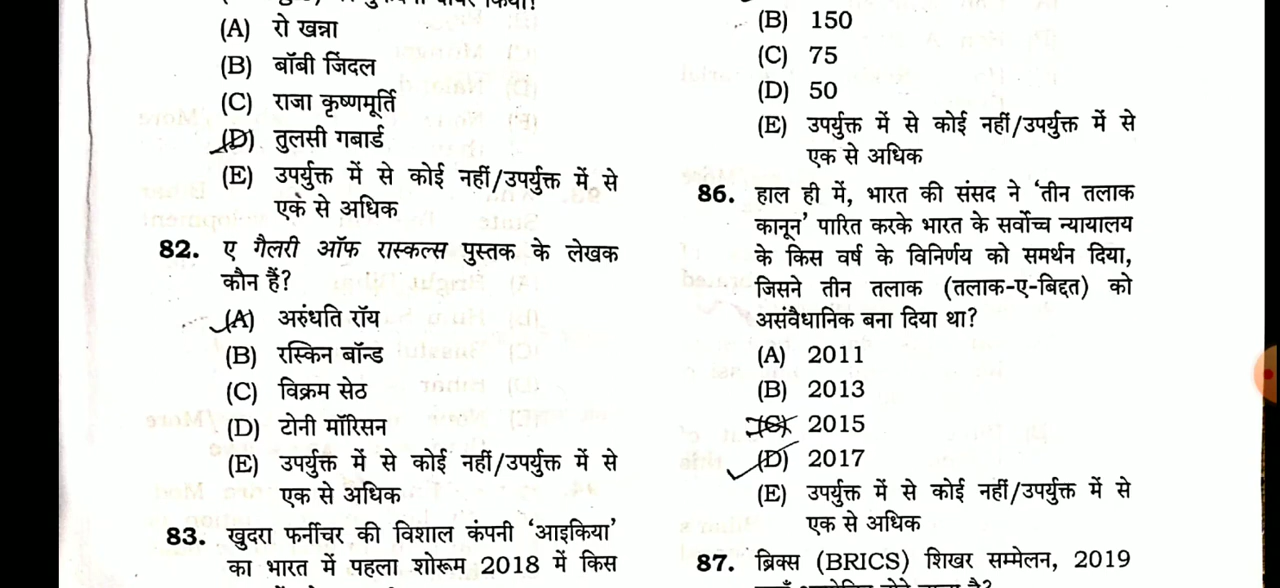 (A) रो खन्ना
(B) बॉबी जिंदल
(C) राजा कृष्णमूर्ति
(D) तुलसी गबार्ड
(E) उपर्युक्त में से कोई नहीं/उपर्युक्त में से
एक से अधिक
82. ए गैलरी ऑफ रास्कल्स पुस्तक के लेखक
कौन हैं?
(A) अरुंधति रॉय
(B) रस्किन बॉन्ड
(C) विक्रम सेठ
(D) टोनी मॉरिसन
(E) उपर्युक्त में से कोई नहीं/उपर्युक्त में से
एक से अधिक
83. खुदरा फर्नीचर की विशाल कंपनी ‘आइकिया’
का भारत में पहला शोरूम 2018 में किस
(B) 150
(C) 75
(D) 50
(E) उपर्युक्त में से कोई नहीं/उपर्युक्त में से
एक से अधिक
86. हाल ही में, भारत की संसद ने ‘तीन तलाक
कानून’ पारित करके भारत के सर्वोच्च न्यायालय
के किस वर्ष के विनिर्णय को समर्थन दिया,
जिसने तीन तलाक (तलाक-ए-बिद्दत) को
असंवैधानिक बना दिया था?
(A) 2011
(B) 2013
(C) 2015
(D) 2017
(E) उपर्युक्त में से कोई नहीं/उपर्युक्त में से
एक से अधिक
87. ब्रिक्स (BRICS) शिखर सम्मेलन, 2019